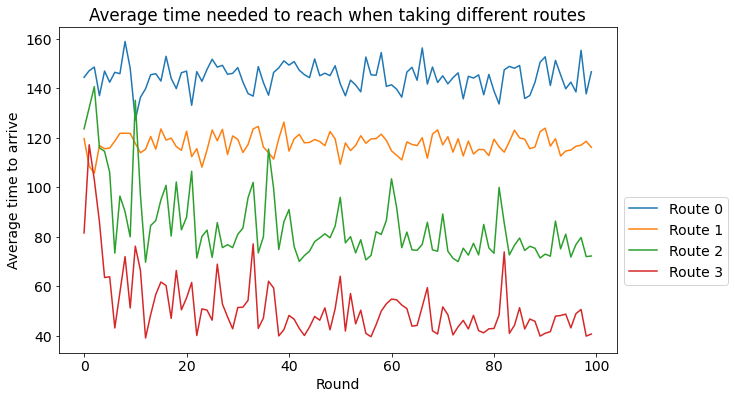 Average time needed to reach when taking different routes
Average time to arrive
160
140
120
100
80
60
40
0
20
40
60
80
100
Round
Route 0
Route 1
Route 2
Route 3